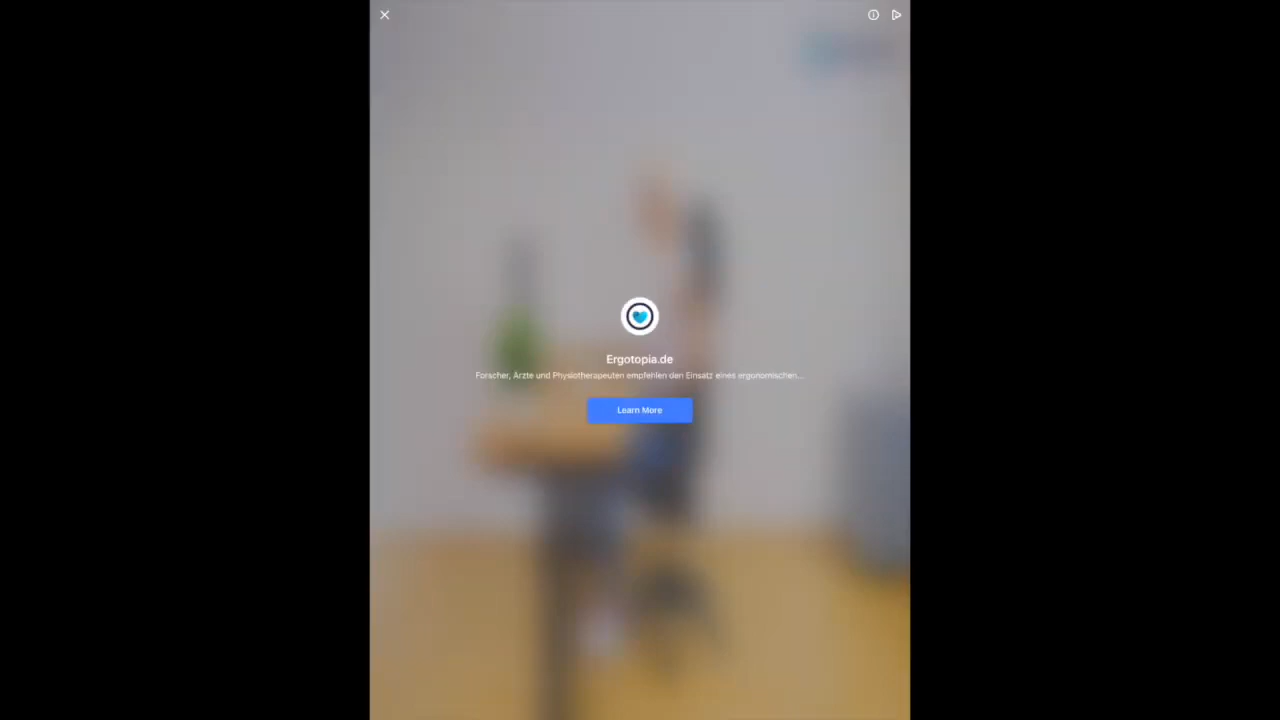 Ergotopia.de
Forscher, Ärzte und Physiotherapeuten empfehlen den Einsatz eines ergonomischen...
Learn More